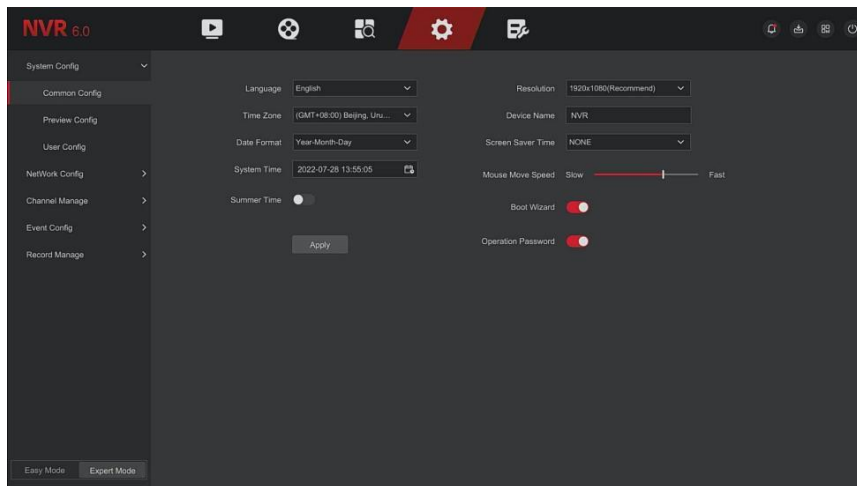 NVR 6.0
System Config
Common Config
Preview Config
User Config
NetWork Config
Channel Manage
Event Config
Record Manage
Easy Mode Expert Mode
Language English
Time Zone (GMT+08:00) Beijing, Uru...
Date Format Year-Month-Day
System Time 2022-07-28 13:55:05
Summer Time
Apply
Resolution 1920x1080(Recommend)
Device Name NVR
Screen Saver Time NONE
Mouse Move Speed Slow Fast
Boot Wizard
Operation Password